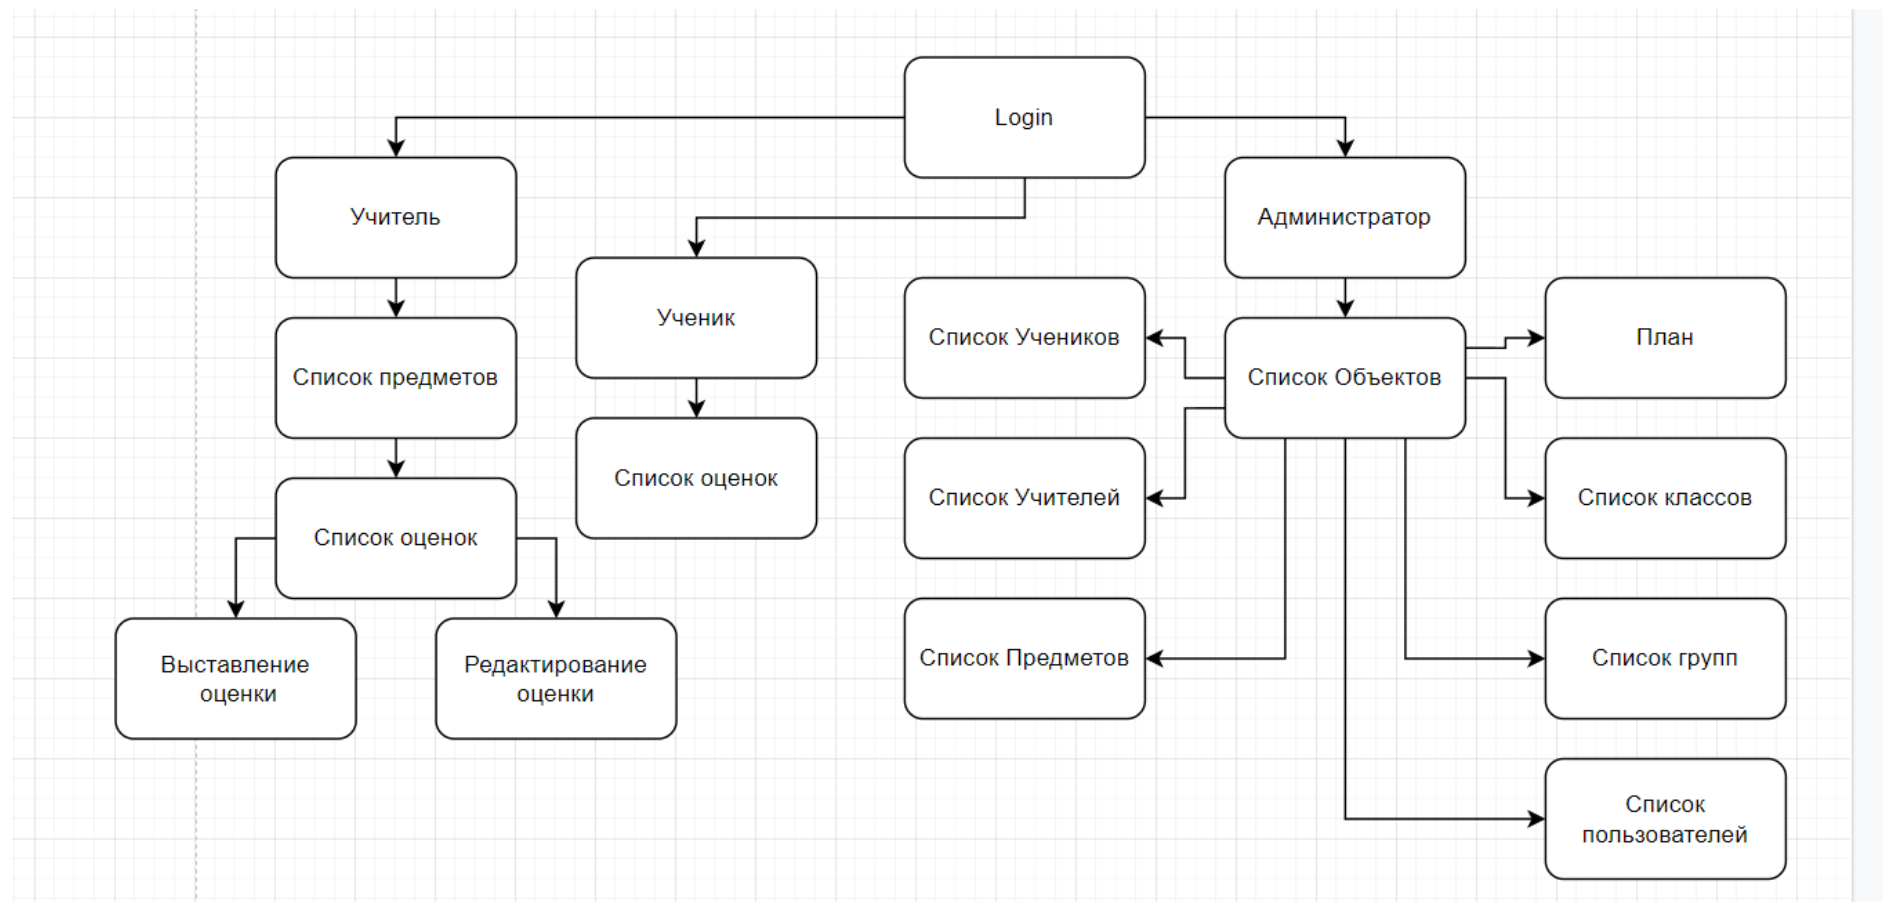 Login
Учитель
Администратор
Ученик
Список Учеников
Список Объектов
План
Список предметов
Список оценок
Список Учителей
Список классов
Список оценок
Выставление
оценки
Редактирование
оценки
Список Предметов
Список групп
Список
пользователей